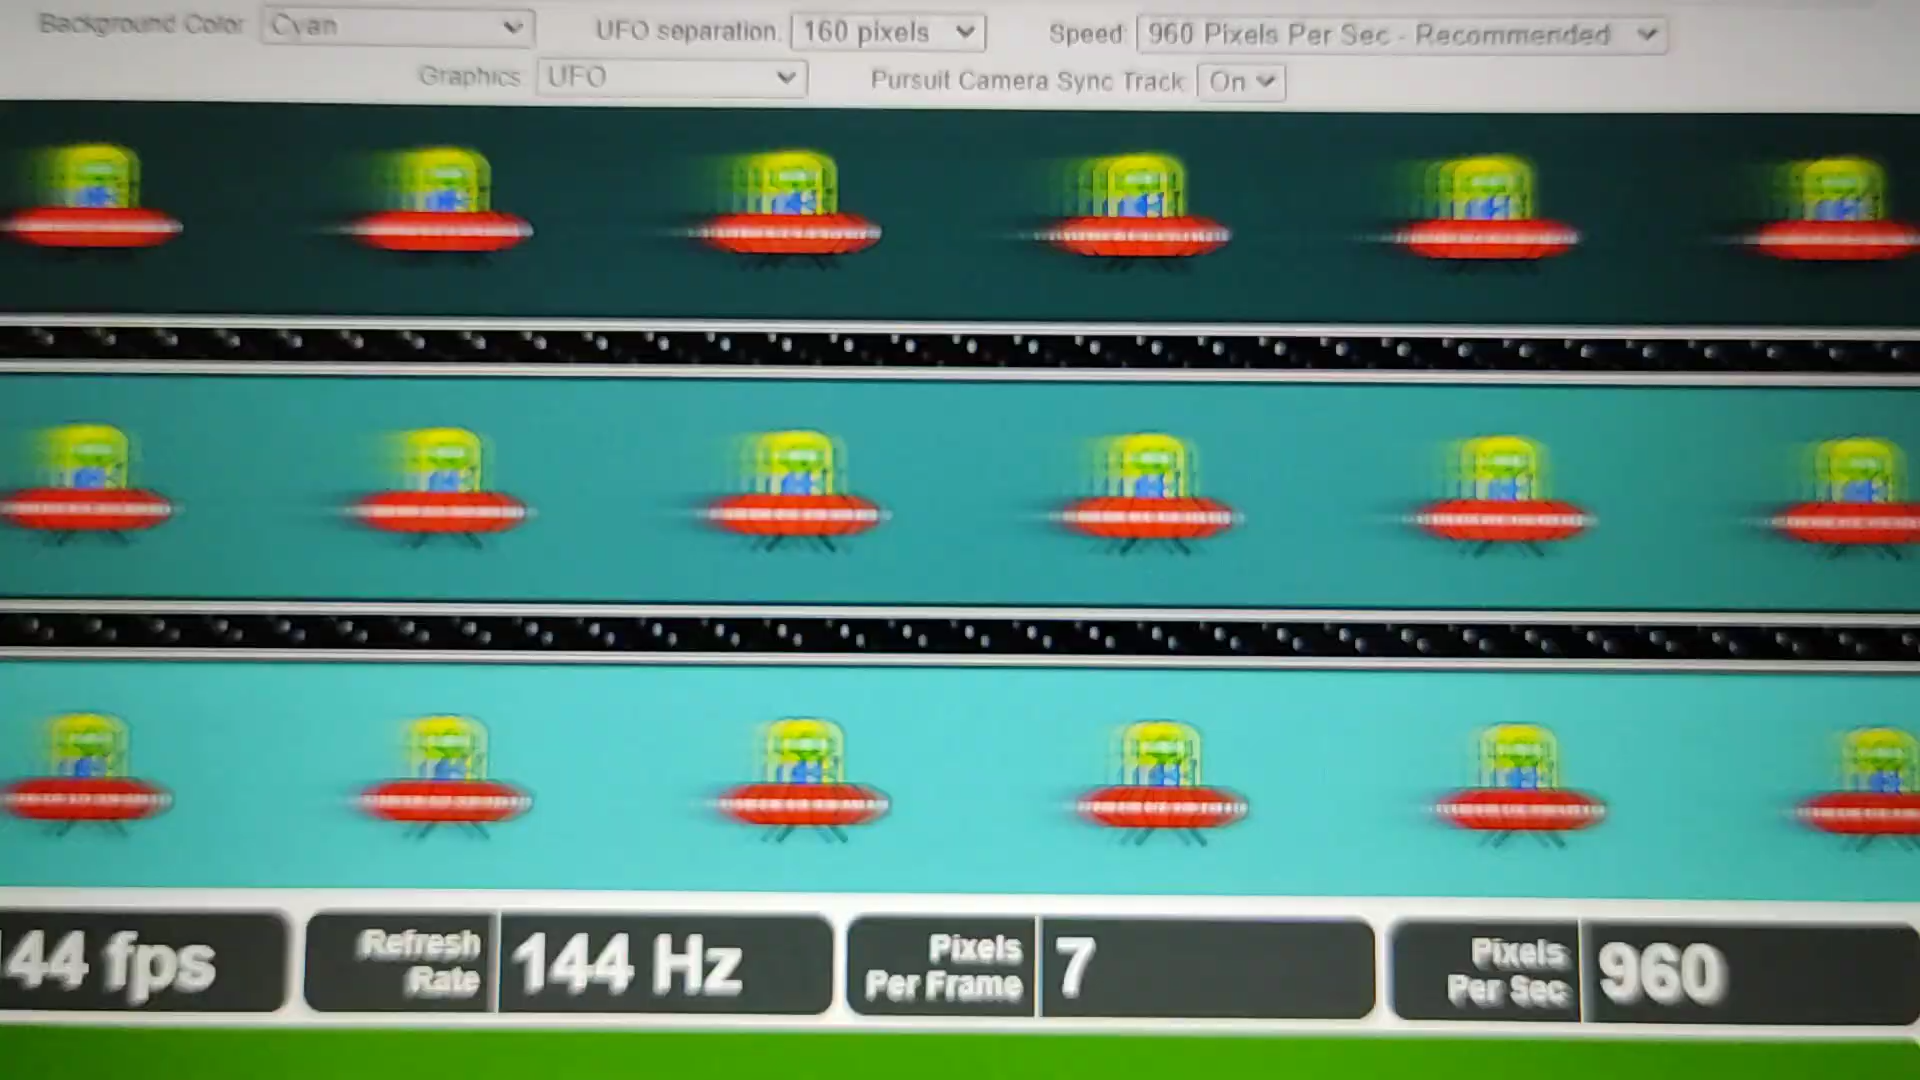 Background Color Cyan UFO separation: 160 pixels Speed: 960 Pixels Per Sec - Recommended
Graphics: UFO Pursuit Camera Sync Track: On
44 fps Refresh Rate 144 Hz Pixels Per Frame 7 Pixels Per Sec 960